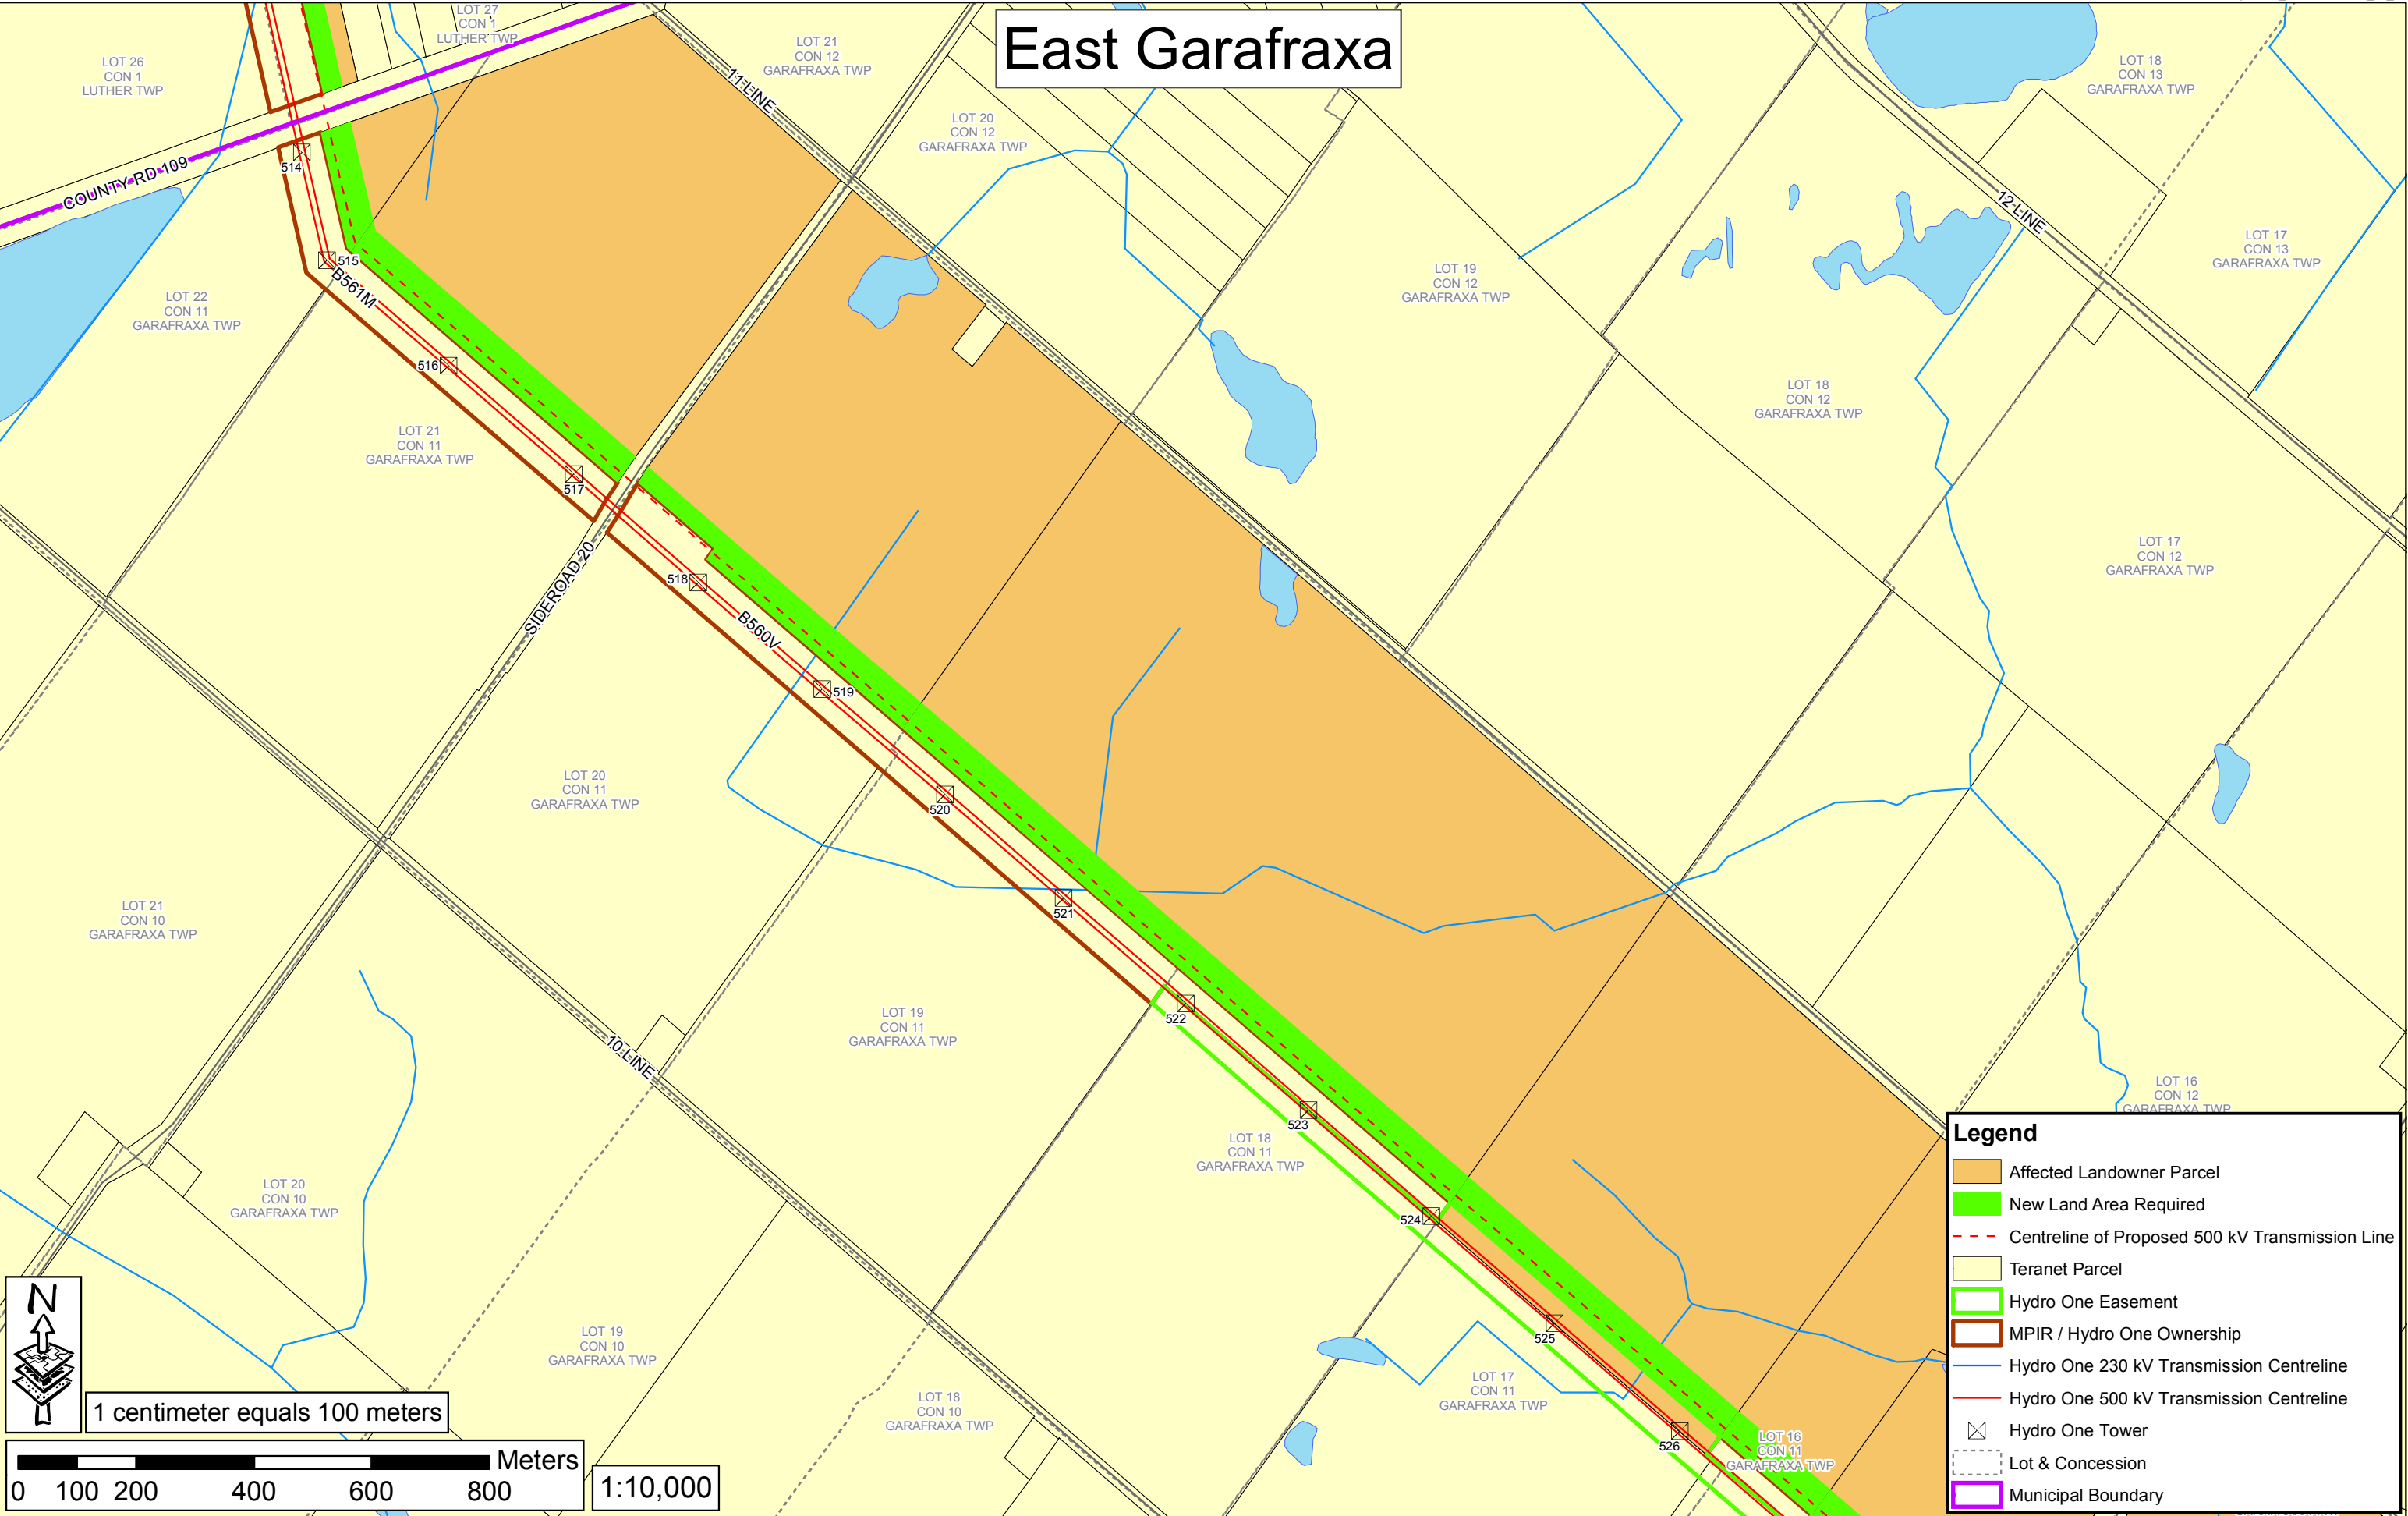 East Garafraxa
LOT 27
CON 1
LUTHER TWP
LOT 26
CON 1
LUTHER TWP
LOT 21
CON 12
GARAFRAXA TWP
11 LINE
LOT 20
CON 12
GARAFRAXA TWP
LOT 18
CON 13
GARAFRAXA TWP
12 LINE
LOT 17
CON 13
GARAFRAXA TWP
COUNTY RD 109
514
515
B561M
LOT 22
CON 11
GARAFRAXA TWP
LOT 19
CON 12
GARAFRAXA TWP
516
LOT 18
CON 12
GARAFRAXA TWP
LOT 21
CON 11
GARAFRAXA TWP
517
SIDEROAD 20
518
B560V
LOT 17
CON 12
GARAFRAXA TWP
519
LOT 20
CON 11
GARAFRAXA TWP
520
521
LOT 21
CON 10
GARAFRAXA TWP
522
LOT 19
CON 11
GARAFRAXA TWP
10 LINE
523
LOT 18
CON 11
GARAFRAXA TWP
LOT 16
CON 12
GARAFRAXA TWP
LOT 20
CON 10
GARAFRAXA TWP
524
525
LOT 19
CON 10
GARAFRAXA TWP
LOT 18
CON 10
GARAFRAXA TWP
LOT 17
CON 11
GARAFRAXA TWP
526
LOT 16
CON 11
GARAFRAXA TWP
N
1 centimeter equals 100 meters
Meters
0 100 200 400 600 800
1:10,000
Legend
Affected Landowner Parcel
New Land Area Required
Centreline of Proposed 500 kV Transmission Line
Teranet Parcel
Hydro One Easement
MPIR / Hydro One Ownership
Hydro One 230 kV Transmission Centreline
Hydro One 500 kV Transmission Centreline
Hydro One Tower
Lot & Concession
Municipal Boundary